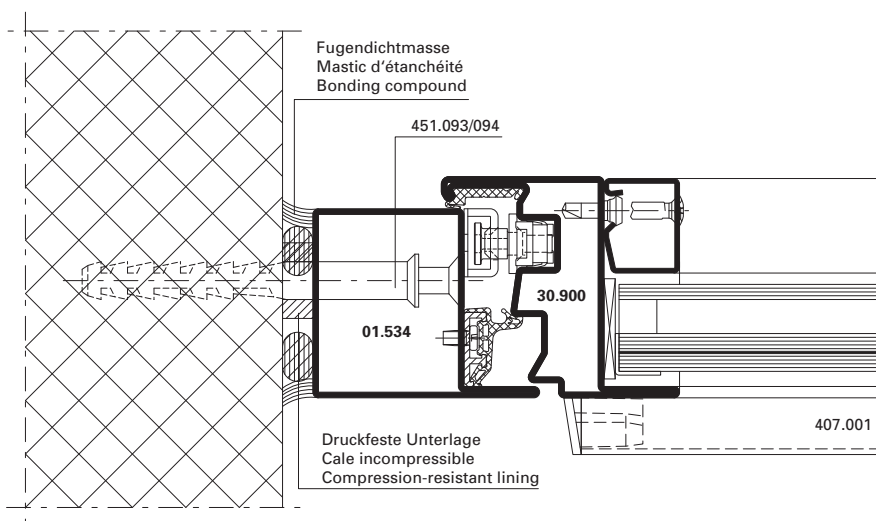 Fugendichtmasse
Mastic d‘étanchéité
Bonding compound
451.093/094
30.900
01.534
407.001
Druckfeste Unterlage
Cale incompressible
Compression-resistant lining